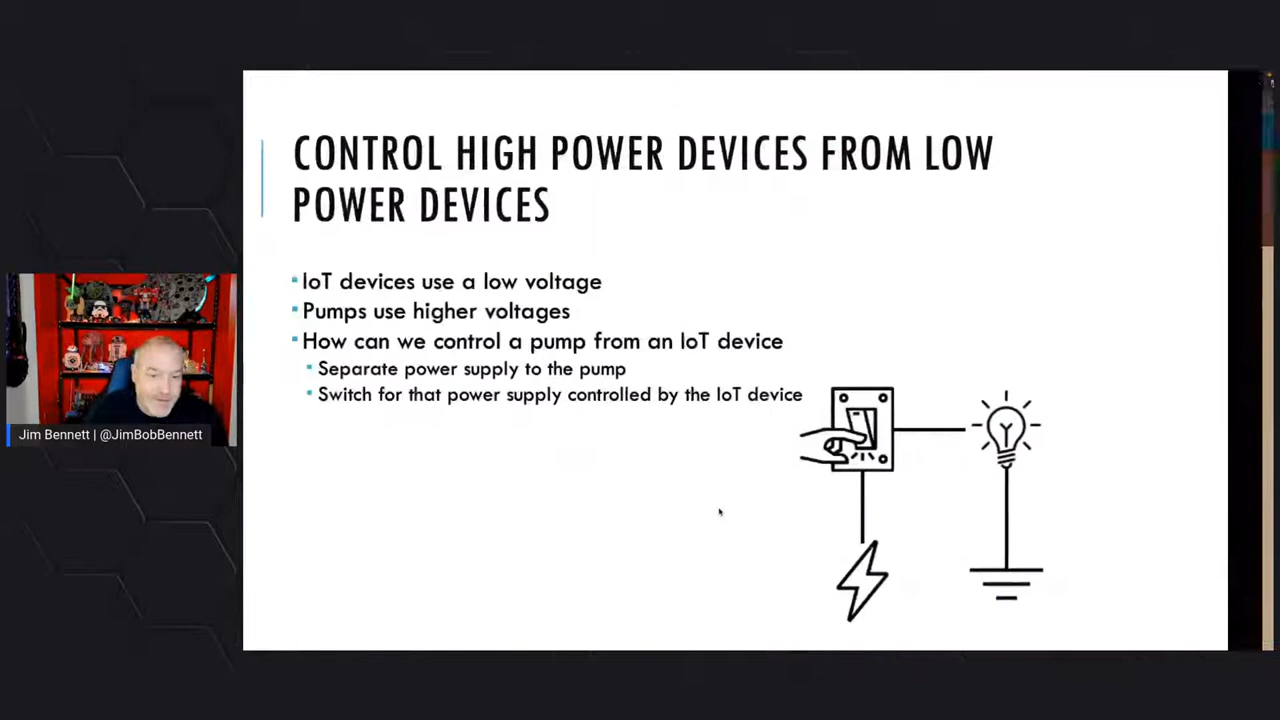 CONTROL HIGH POWER DEVICES FROM LOW
POWER DEVICES
IoT devices use a low voltage
Pumps use higher voltages
How can we control a pump from an IoT device
Separate power supply to the pump
Switch for that power supply controlled by the IoT device
Jim Bennett | @JimBobBennett